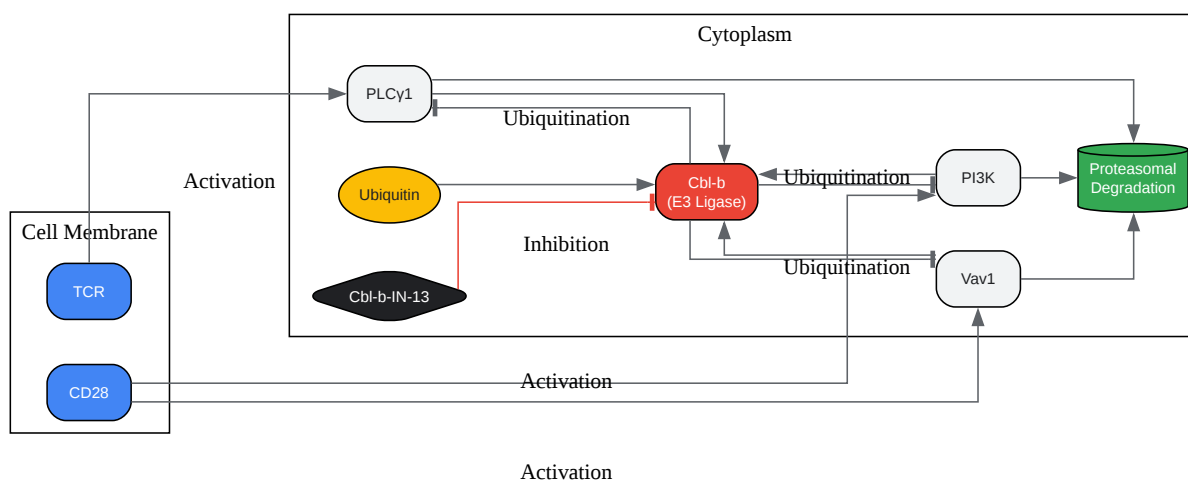 Cytoplasm
PLCγ1
Ubiquitination
Activation
Ubiquitin
Cbl-b
(E3 Ligase)
Ubiquitination
PI3K
Proteasomal
Degradation
Cell Membrane
Inhibition
Ubiquitination
TCR
Cbl-b-IN-13
Vav1
CD28
Activation
Activation